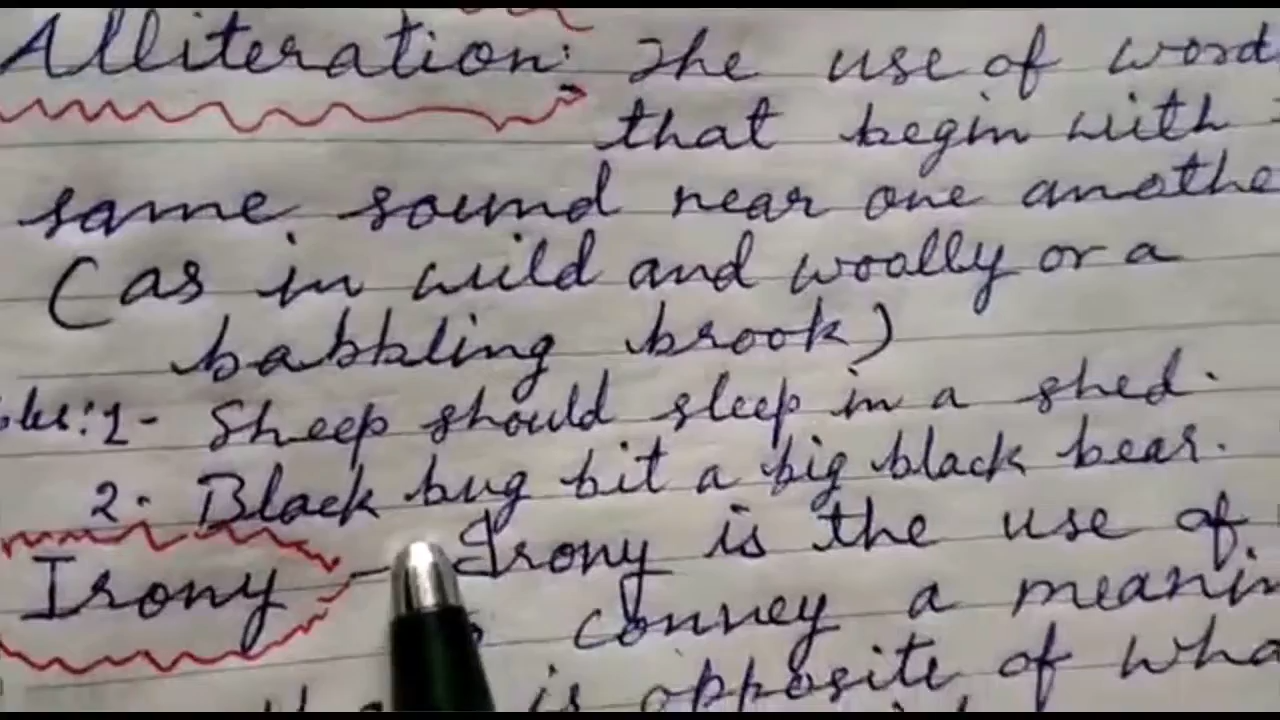 Alliteration: The use of word
that begin with
same sound near one anothe
(as in wild and woolly or a
babbling brook)
ples: 1- Sheep should sleep in a shed.
2. Black bug bit a big black bear.
Irony - Irony is the use of
convey a meanin
is opposite of wha